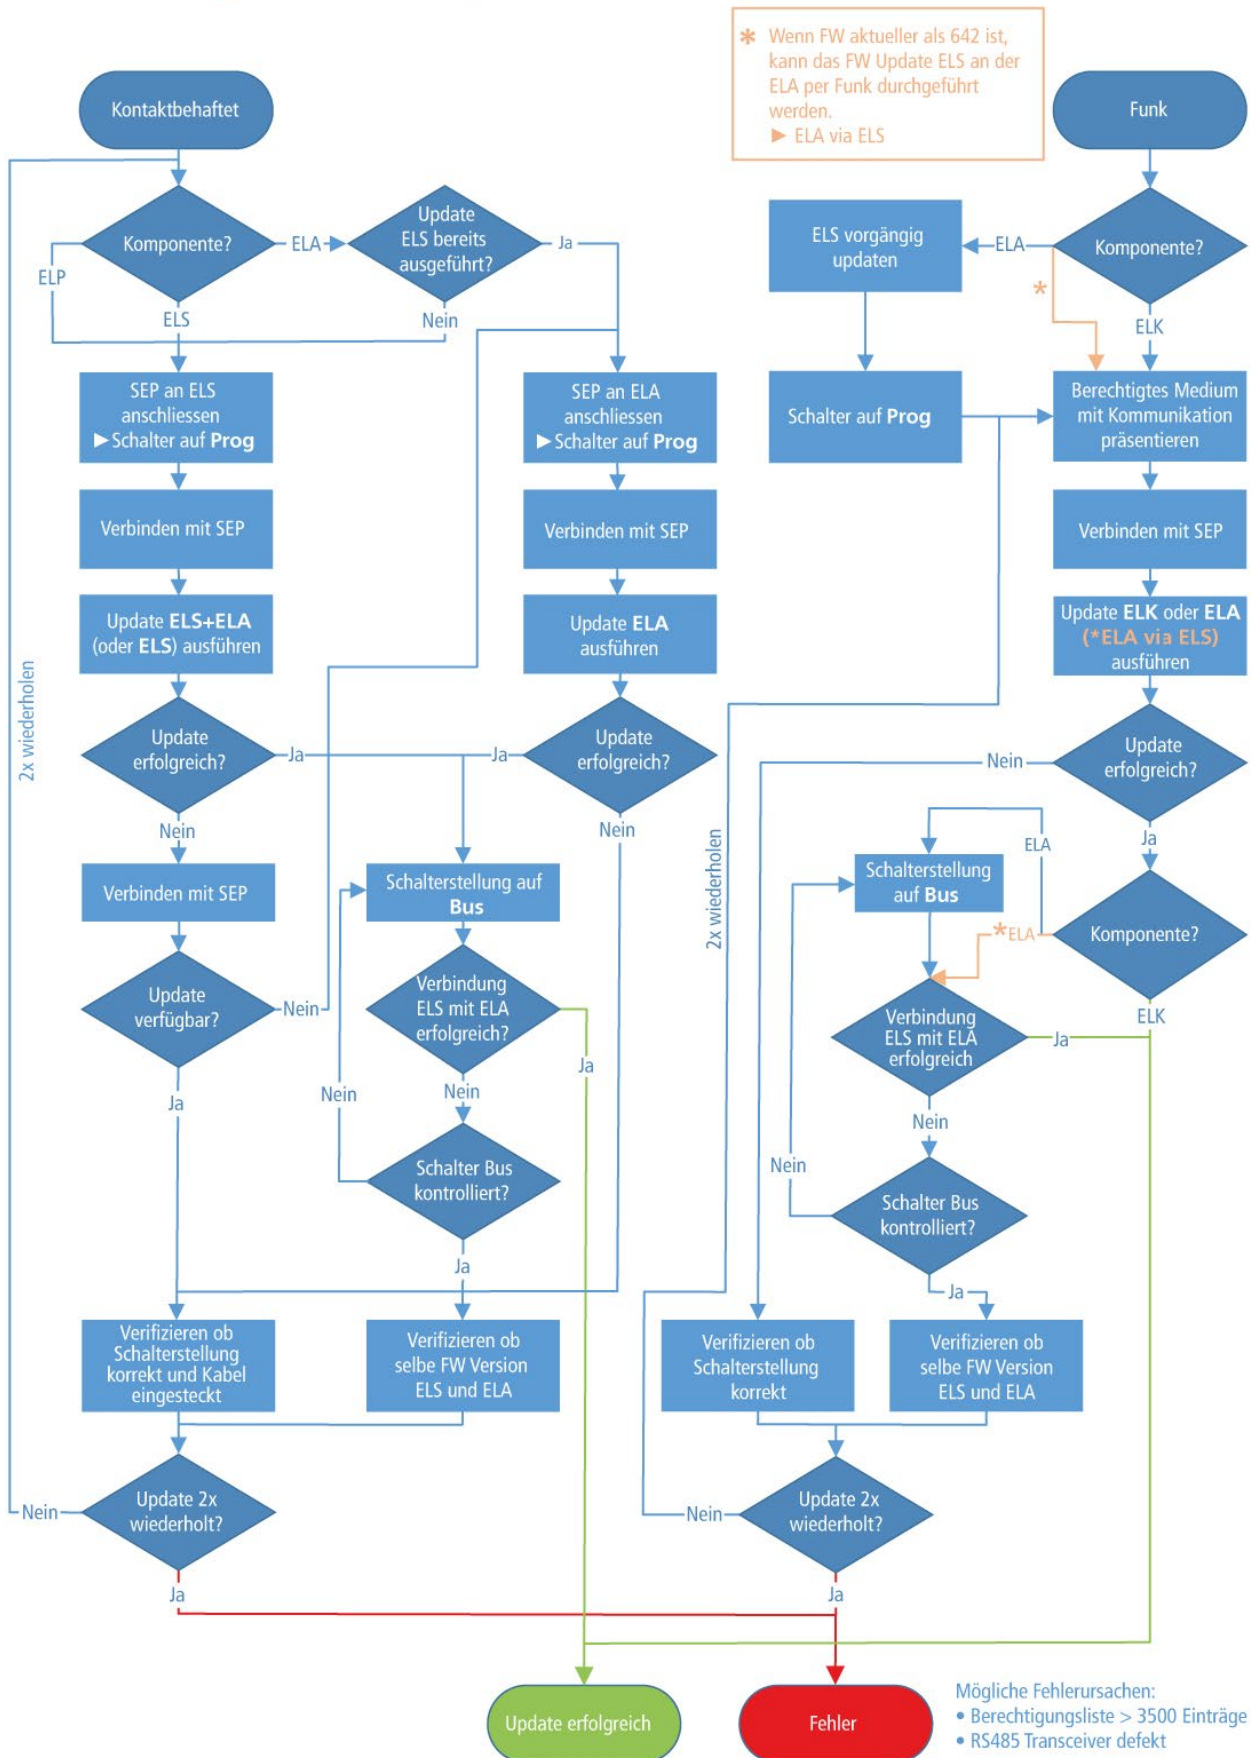 * Wenn FW aktueller als 642 ist,
kann das FW Update ELS an der
ELA per Funk durchgeführt
werden.
► ELA via ELS
Kontaktbehaftet
Komponente?
ELA
Update
ELS bereits
ausgeführt?
Ja
ELP
ELS
Nein
SEP an ELS
anschliessen
►Schalter auf Prog
SEP an ELA
anschliessen
►Schalter auf Prog
Verbinden mit SEP
Verbinden mit SEP
Update ELS+ELA
(oder ELS) ausführen
Update ELA
ausführen
2x wiederholen
Update
erfolgreich?
Ja
Ja
Update
erfolgreich?
Nein
Nein
Verbinden mit SEP
Schalterstellung auf
Bus
Update
verfügbar?
Nein
Verbindung
ELS mit ELA
erfolgreich?
Ja
Ja
Nein
Nein
Schalter Bus
kontrolliert?
Ja
Verifizieren ob
Schalterstellung
korrekt und Kabel
eingesteckt
Verifizieren ob
selbe FW Version
ELS und ELA
Nein
Update 2x
wiederholt?
Ja
Funk
ELS vorgängig
updaten
ELA
Komponente?
*
ELK
Schalter auf Prog
Berechtigtes Medium
mit Kommunikation
präsentieren
Verbinden mit SEP
Update ELK oder ELA
(*ELA via ELS)
ausführen
Nein
Update
erfolgreich?
Ja
ELA
2x wiederholen
Schalterstellung
auf Bus
*ELA
Komponente?
ELK
Verbindung
ELS mit ELA
erfolgreich
Ja
Nein
Nein
Schalter Bus
kontrolliert?
Ja
Verifizieren ob
Schalterstellung
korrekt
Verifizieren ob
selbe FW Version
ELS und ELA
Nein
Update 2x
wiederholt?
Ja
Update erfolgreich
Fehler
Mögliche Fehlerursachen:
• Berechtigungsliste > 3500 Einträge
• RS485 Transceiver defekt